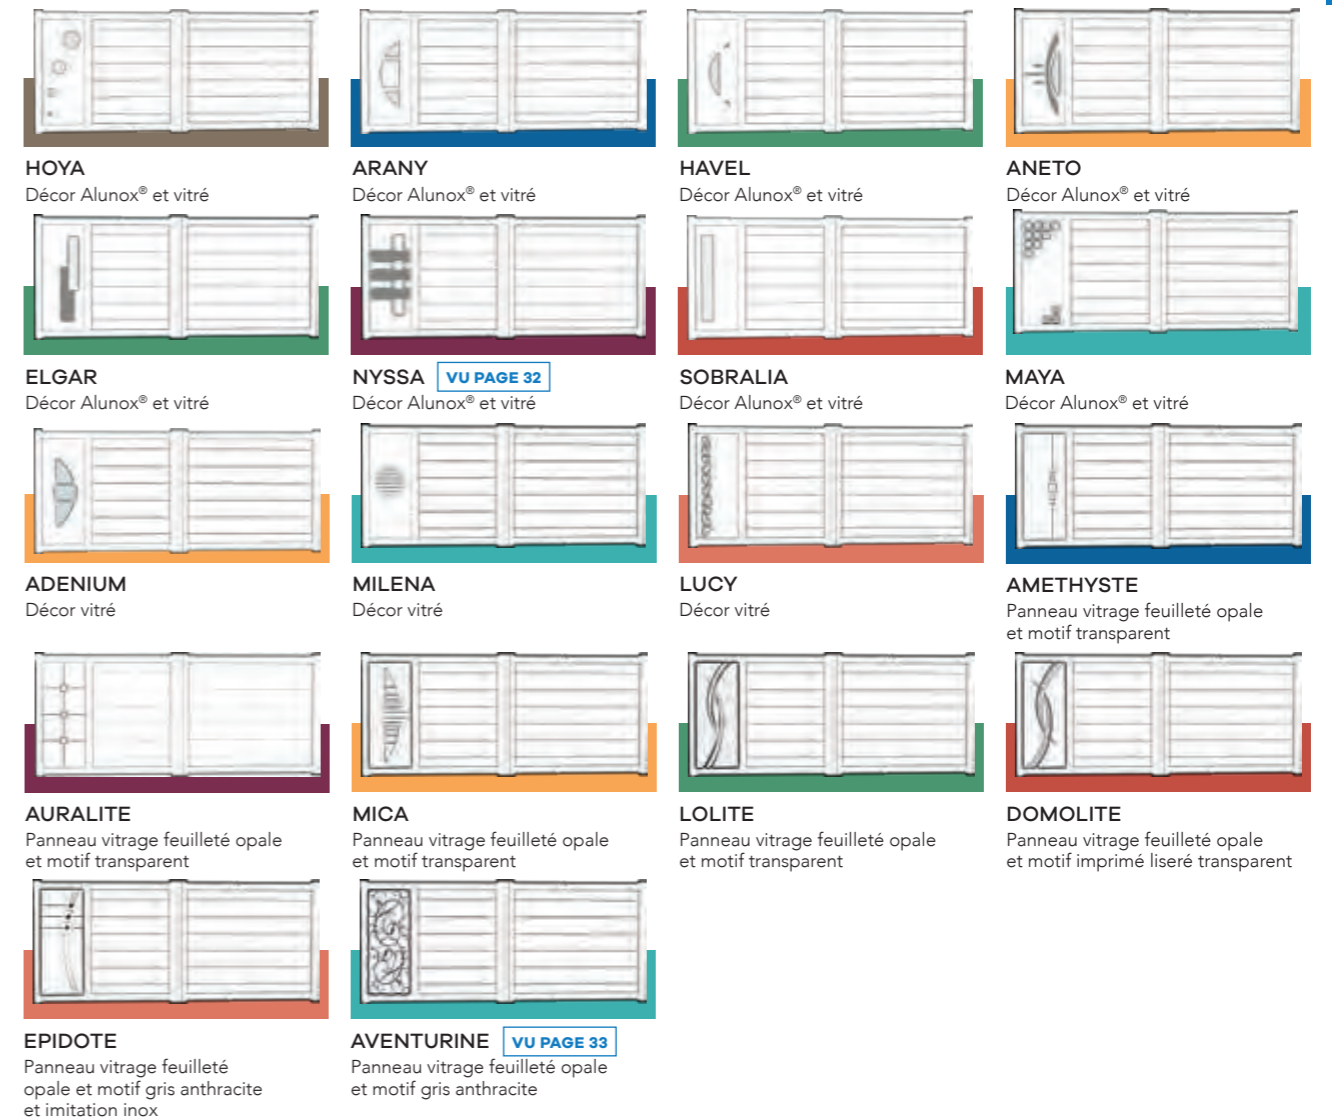 HOYA
Décor Alunox® et vitré
ARANY
Décor Alunox® et vitré
HAVEL
Décor Alunox® et vitré
ANETO
Décor Alunox® et vitré
ELGAR
Décor Alunox® et vitré
NYSSA VU PAGE 32
Décor Alunox® et vitré
SOBRALIA
Décor Alunox® et vitré
MAYA
Décor Alunox® et vitré
ADENIUM
Décor vitré
MILENA
Décor vitré
LUCY
Décor vitré
AMETHYSTE
Panneau vitrage feuilleté opale
et motif transparent
AURALITE
Panneau vitrage feuilleté opale
et motif transparent
MICA
Panneau vitrage feuilleté opale
et motif transparent
LOLITE
Panneau vitrage feuilleté opale
et motif transparent
DOMOLITE
Panneau vitrage feuilleté opale
et motif imprimé liseré transparent
EPIDOTE
Panneau vitrage feuilleté
opale et motif gris anthracite
et imitation inox
AVENTURINE VU PAGE 33
Panneau vitrage feuilleté opale
et motif gris anthracite